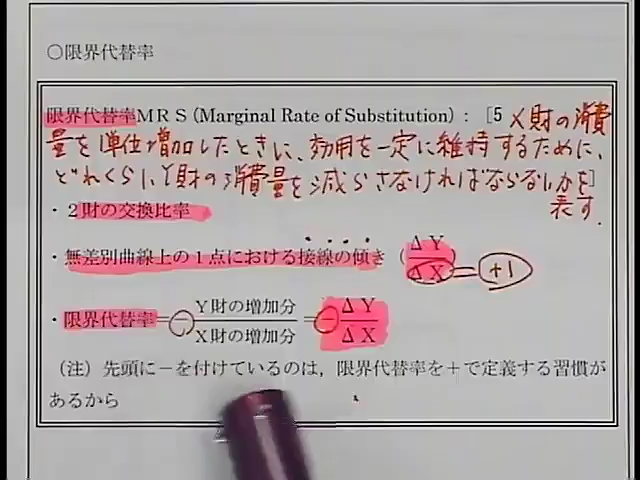 ○限界代替率
限界代替率MRS(Marginal Rate of Substitution):[5 X財の消費
量を1単位増加したときに、効用を一定に維持するために、
どれくらいY財の消費量を減らさなければならないかを]
表す.
・2財の交換比率
・無差別曲線上の1点における接線の傾き(ΔY
ΔX=+1
・限界代替率=-Y財の増加分/X財の増加分=-ΔY/ΔX
(注)先頭に-を付けているのは,限界代替率を+で定義する習慣が
あるから